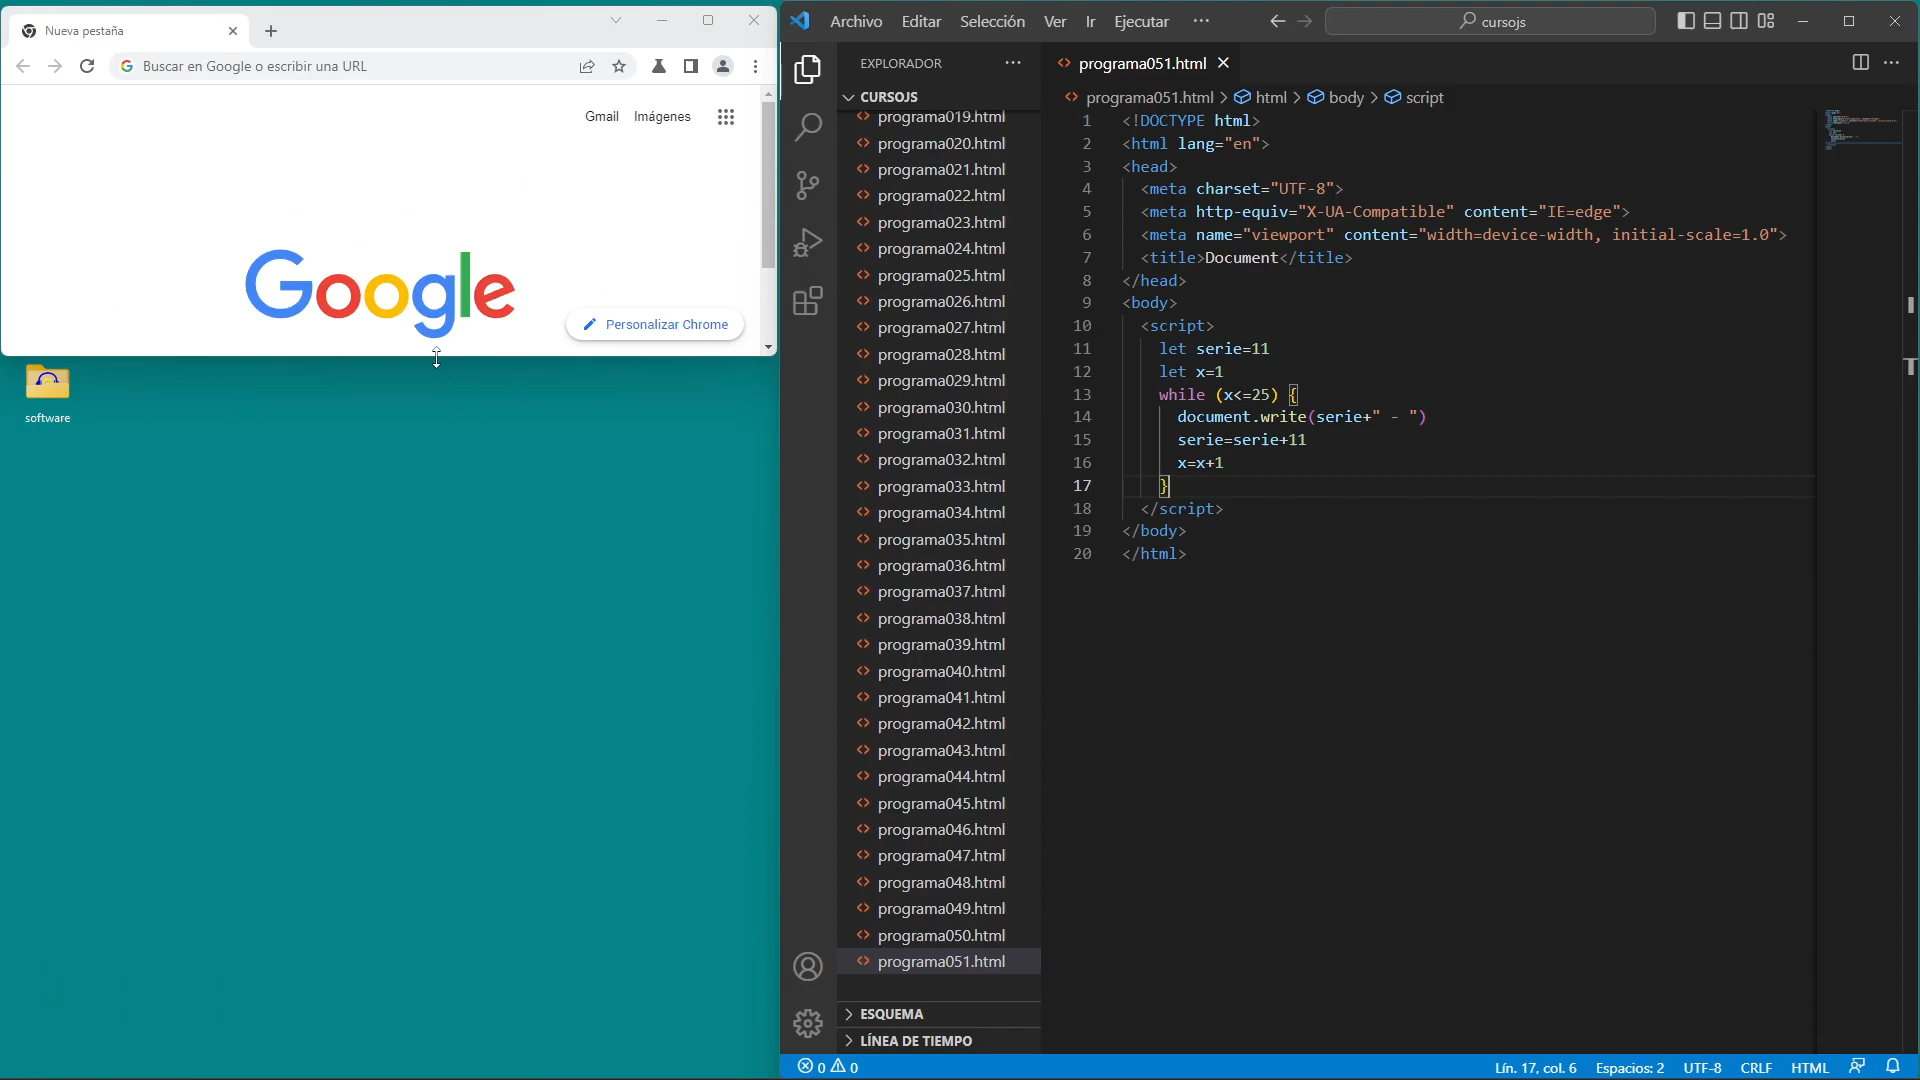 Nueva pestaña
Buscar en Google o escribir una URL
Gmail Imágenes
Google
Personalizar Chrome
software
Archivo Editar Selección Ver Ir Ejecutar ···
cursojs
EXPLORADOR
CURSOJS
programa019.html
programa020.html
programa021.html
programa022.html
programa023.html
programa024.html
programa025.html
programa026.html
programa027.html
programa028.html
programa029.html
programa030.html
programa031.html
programa032.html
programa033.html
programa034.html
programa035.html
programa036.html
programa037.html
programa038.html
programa039.html
programa040.html
programa041.html
programa042.html
programa043.html
programa044.html
programa045.html
programa046.html
programa047.html
programa048.html
programa049.html
programa050.html
programa051.html
ESQUEMA
LÍNEA DE TIEMPO
programa051.html
programa051.html > html > body > script
1 <!DOCTYPE html>
2 <html lang="en">
3 <head>
4 <meta charset="UTF-8">
5 <meta http-equiv="X-UA-Compatible" content="IE=edge">
6 <meta name="viewport" content="width=device-width, initial-scale=1.0">
7 <title>Document</title>
8 </head>
9 <body>
10 <script>
11 let serie=11
12 let x=1
13 while (x<=25) {
14 document.write(serie+" - ")
15 serie=serie+11
16 x=x+1
17 }
18 </script>
19 </body>
20 </html>
0 0
Lín. 17, col. 6 Espacios: 2 UTF-8 CRLF HTML